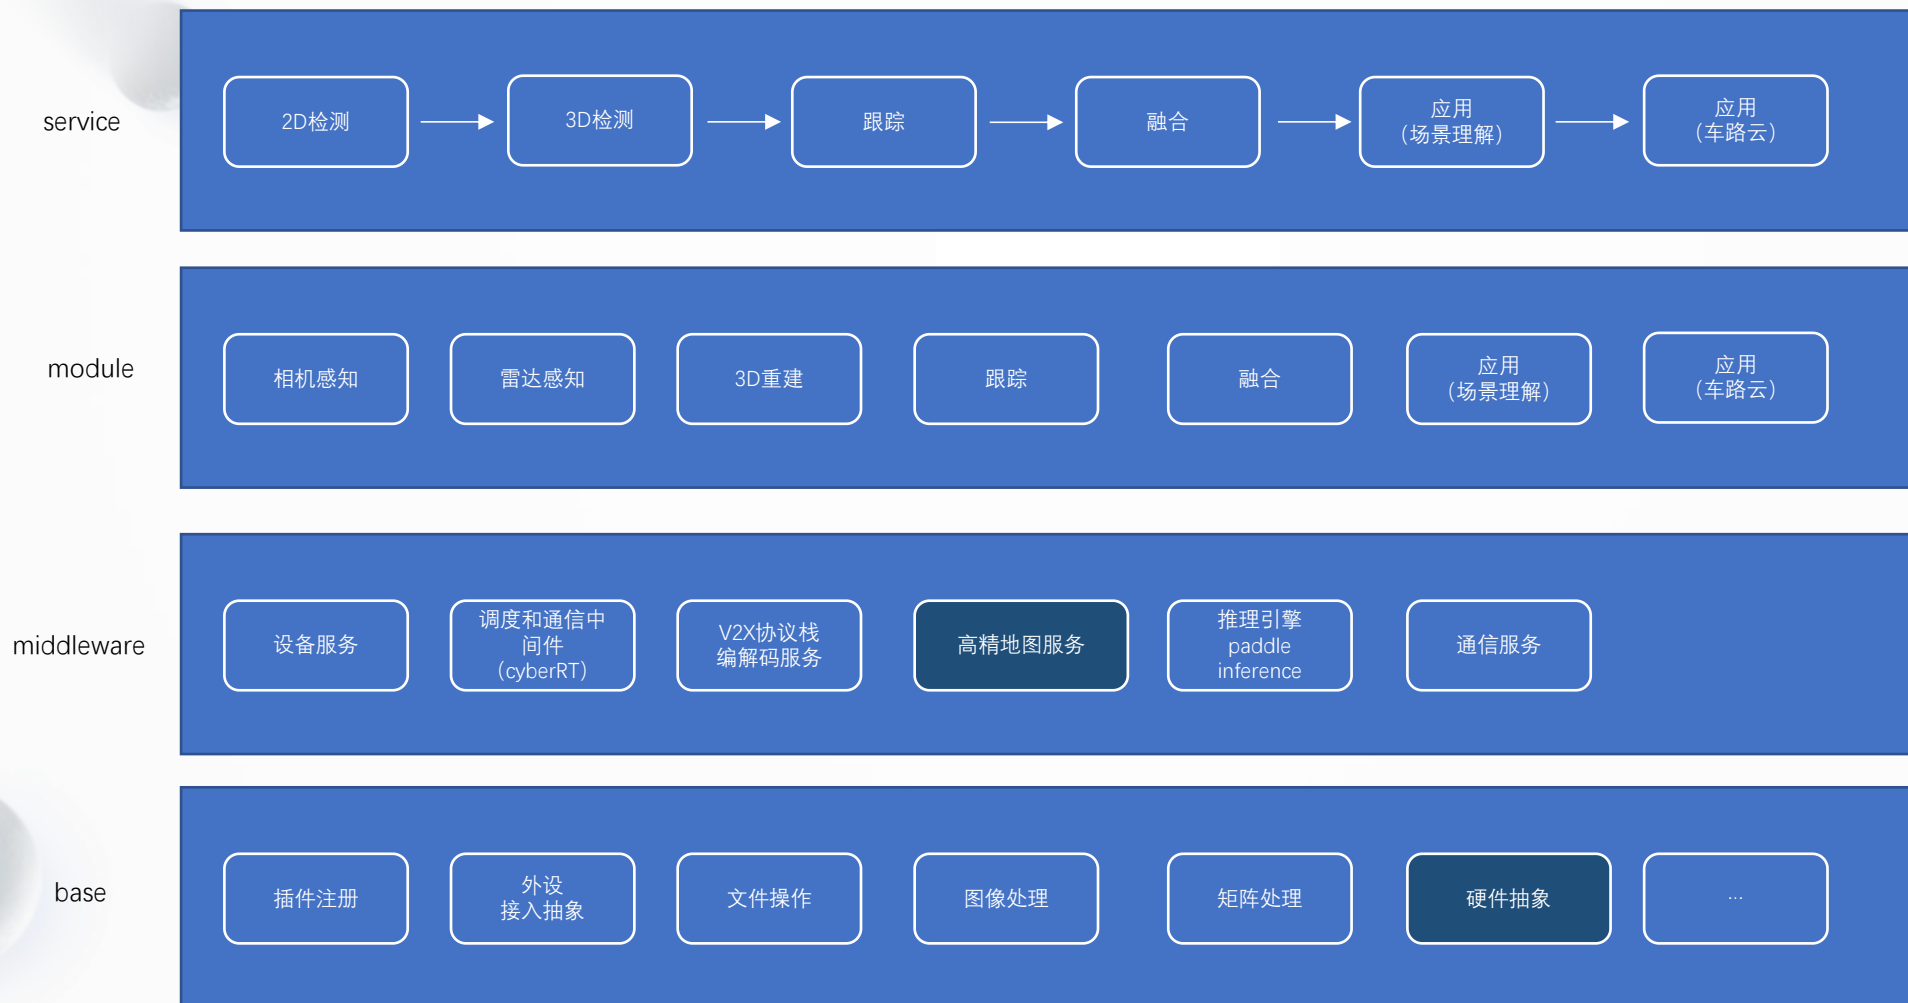 service
2D检测
3D检测
跟踪
融合
应用
（场景理解）
应用
（车路云）
module
相机感知
雷达感知
3D重建
跟踪
融合
应用
（场景理解）
应用
（车路云）
middleware
设备服务
调度和通信中
间件
（cyberRT）
V2X协议栈
编解码服务
高精地图服务
推理引擎
paddle
inference
通信服务
base
插件注册
外设
接入抽象
文件操作
图像处理
矩阵处理
硬件抽象
...